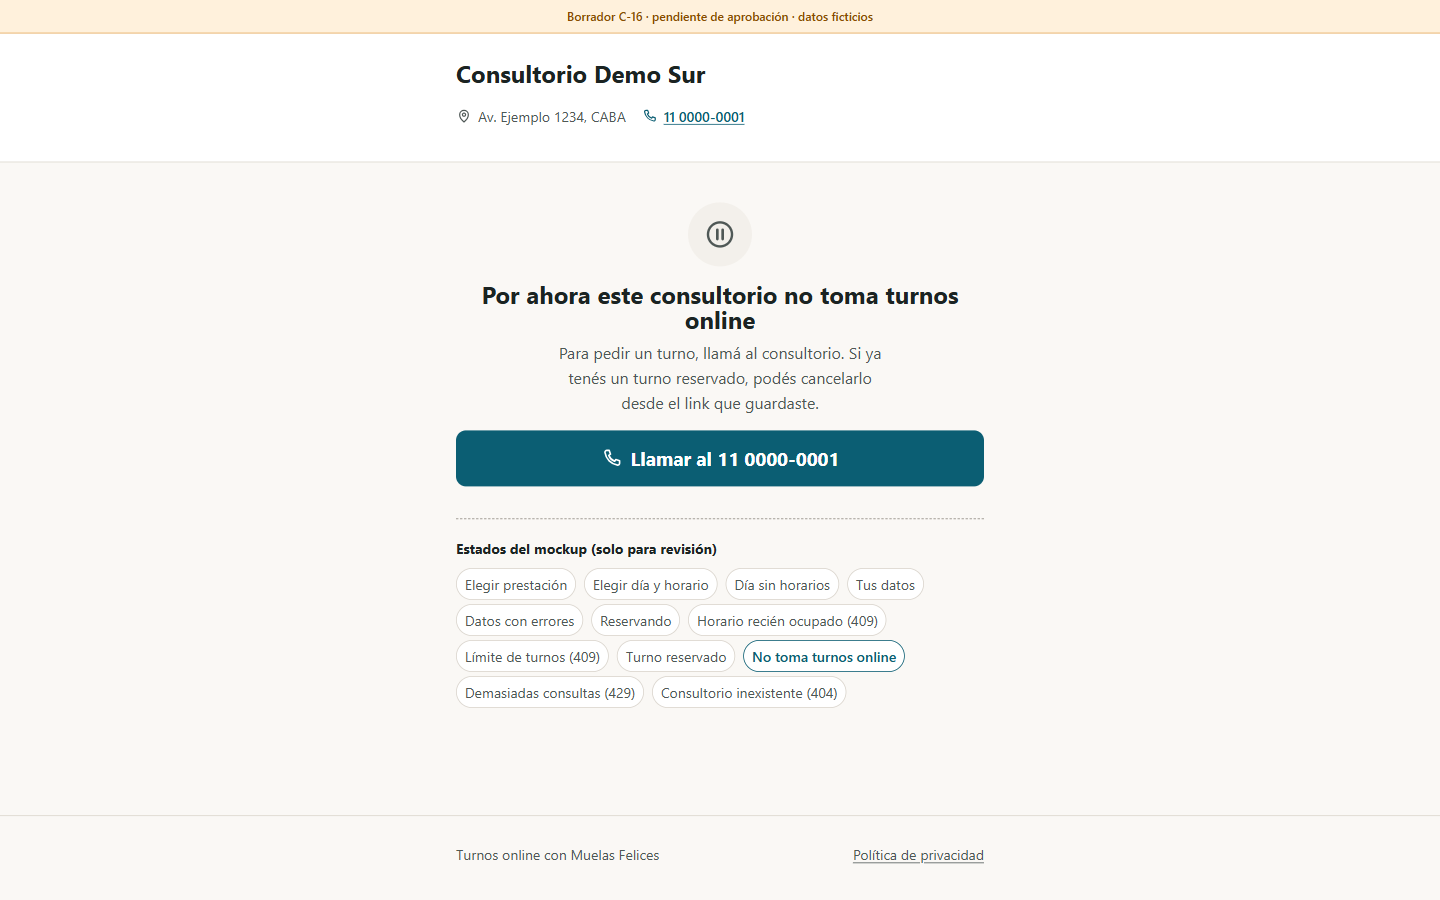 Borrador C-16 · pendiente de aprobación · datos ficticios
Consultorio Demo Sur
Av. Ejemplo 1234, CABA 11 0000-0001
Por ahora este consultorio no toma turnos
online
Para pedir un turno, llamá al consultorio. Si ya
tenés un turno reservado, podés cancelarlo
desde el link que guardaste.
Llamar al 11 0000-0001
Estados del mockup (solo para revisión)
Elegir prestación Elegir día y horario Día sin horarios Tus datos
Datos con errores Reservando Horario recién ocupado (409)
Límite de turnos (409) Turno reservado No toma turnos online
Demasiadas consultas (429) Consultorio inexistente (404)
Turnos online con Muelas Felices Política de privacidad